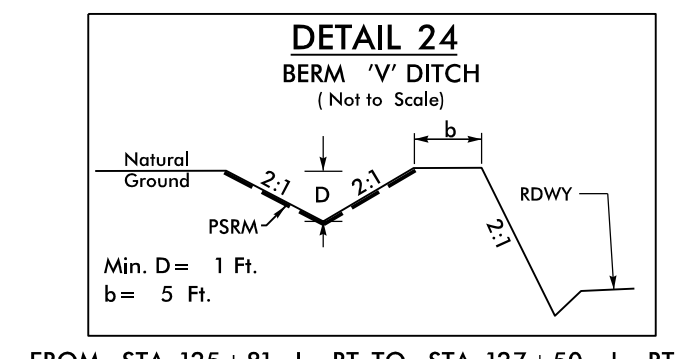 DETAIL 24
BERM 'V' DITCH
( Not to Scale)
b
Natural
Ground
2:1
D
2:1
PSRM
2:1
RDWY
Min. D= 1 Ft.
b= 5 Ft.